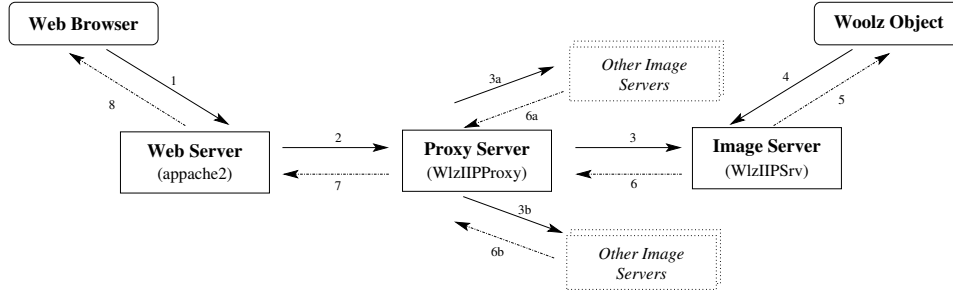 Web Browser
Woolz Object
Other Image
Servers
1
8
3a
6a
4
5
Web Server
(appache2)
2
7
Proxy Server
(WlzIIPProxy)
3
6
Image Server
(WlzIIPSrv)
3b
6b
Other Image
Servers